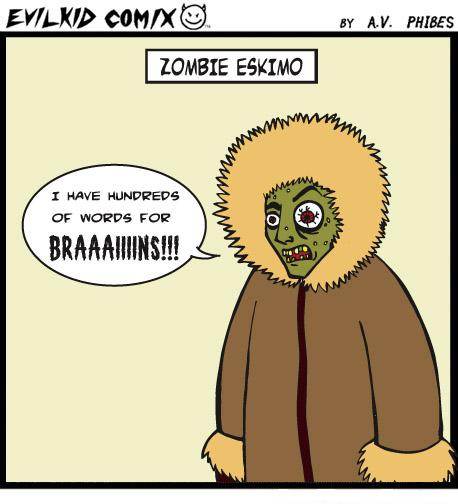 EVILKID COMIX BY A.V. PHIBES
ZOMBIE ESKIMO
I HAVE HUNDREDS
OF WORDS FOR
BRAAAIIIINS!!!